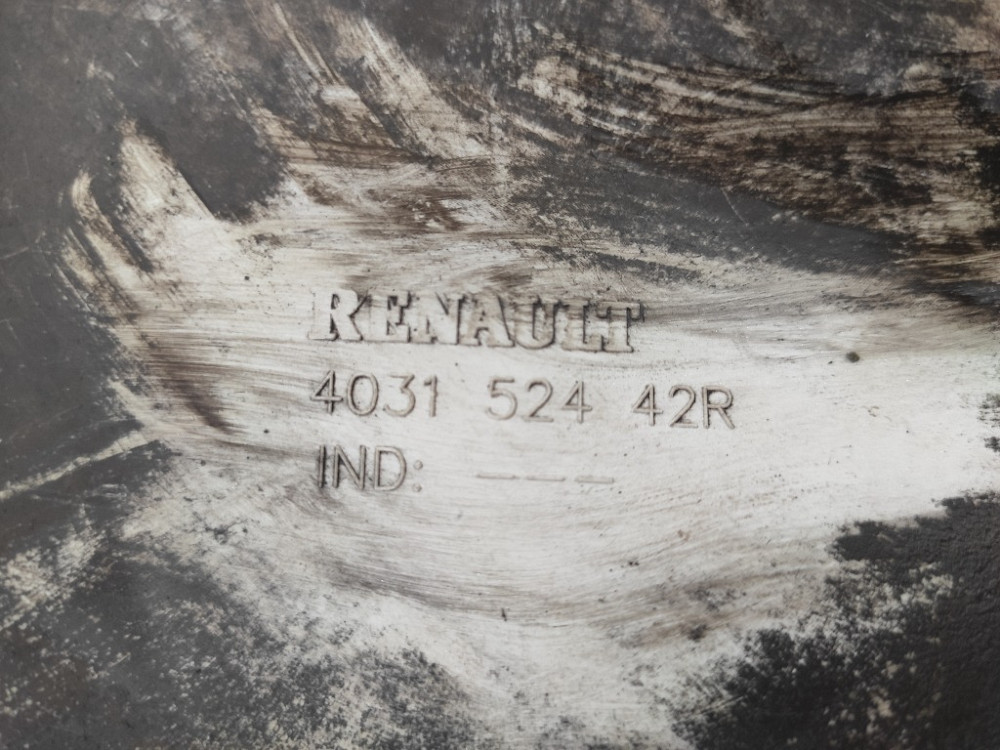 RENAULT
4031 524 42R
IND: ___